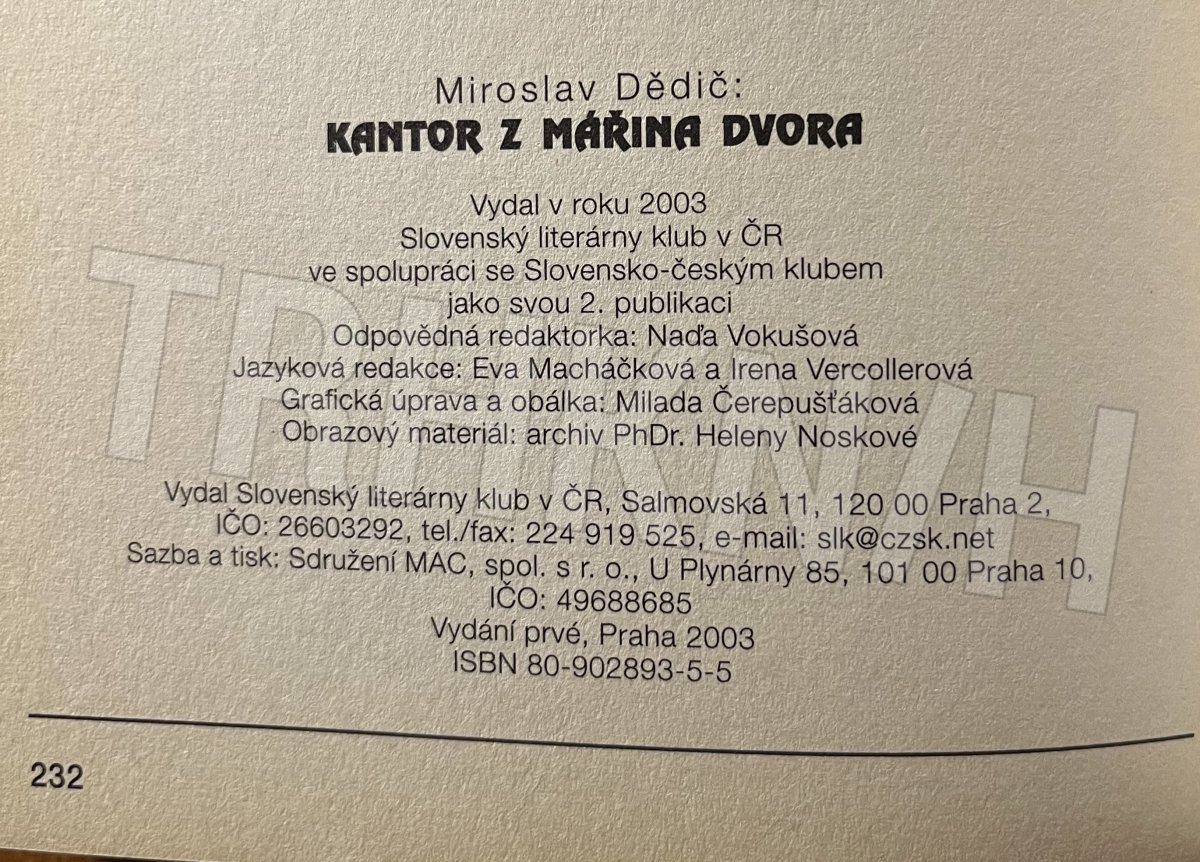 Miroslav Dědič:
KANTOR Z MÁŘINA DVORA
Vydal v roku 2003
Slovenský literárny klub v ČR
ve spolupráci se Slovensko-českým klubem
jako svou 2. publikaci
Odpovědná redaktorka: Naďa Vokušová
Jazyková redakce: Eva Macháčková a Irena Vercollerová
Grafická úprava a obálka: Milada Čerepušťáková
Obrazový materiál: archiv PhDr. Heleny Noskové
Vydal Slovenský literárny klub v ČR, Salmovská 11, 120 00 Praha 2,
IČO: 26603292, tel./fax: 224 919 525, e-mail: slk@czsk.net
Sazba a tisk: Sdružení MAC, spol. s r. o., U Plynárny 85, 101 00 Praha 10,
IČO: 49688685
Vydání prvé, Praha 2003
ISBN 80-902893-5-5
232